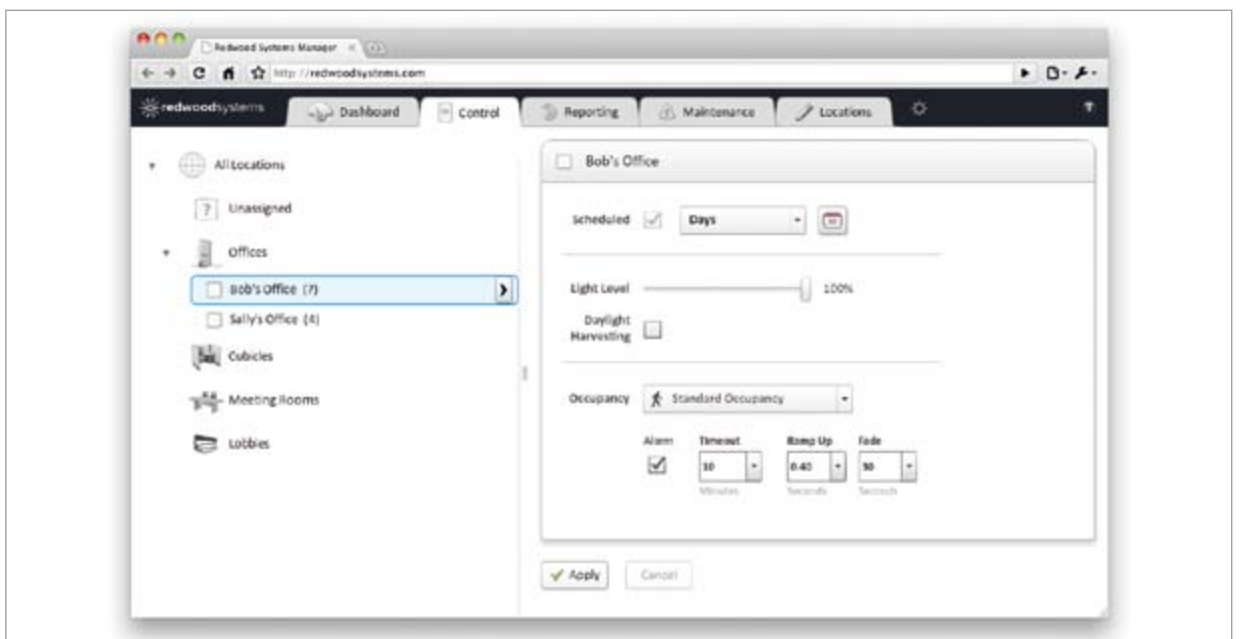 Redwood Systems Manager
http://redwoodsystems.com
redwoodsystems Dashboard Control Reporting Maintenance Locations
All Locations
Unassigned
Offices
Bob's Office (7)
Sally's Office (4)
Cubicles
Meeting Rooms
Lobbies
Bob's Office
Scheduled Days
Light Level 100%
Daylight
Harvesting
Occupancy Standard Occupancy
Alarm Timeout Ramp Up Fade
10 0.40 30
Minutes Seconds Seconds
Apply Cancel